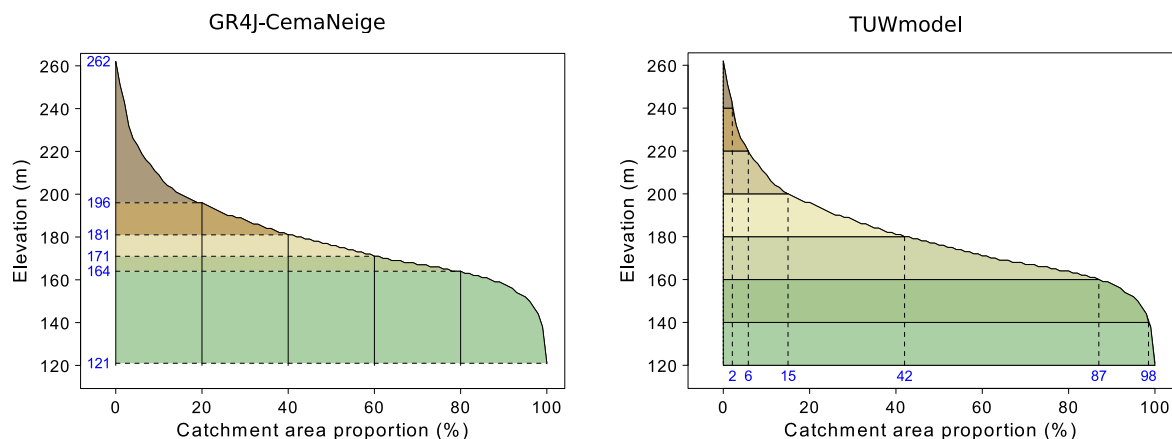 GR4J-CemaNeige
TUWmodel
Elevation (m)
260
240
220
200
180
160
140
120
262
196
181
171
164
121
0 20 40 60 80 100
Catchment area proportion (%)
Elevation (m)
260
240
220
200
180
160
140
120
2 6 15 42 87 98
0 20 40 60 80 100
Catchment area proportion (%)